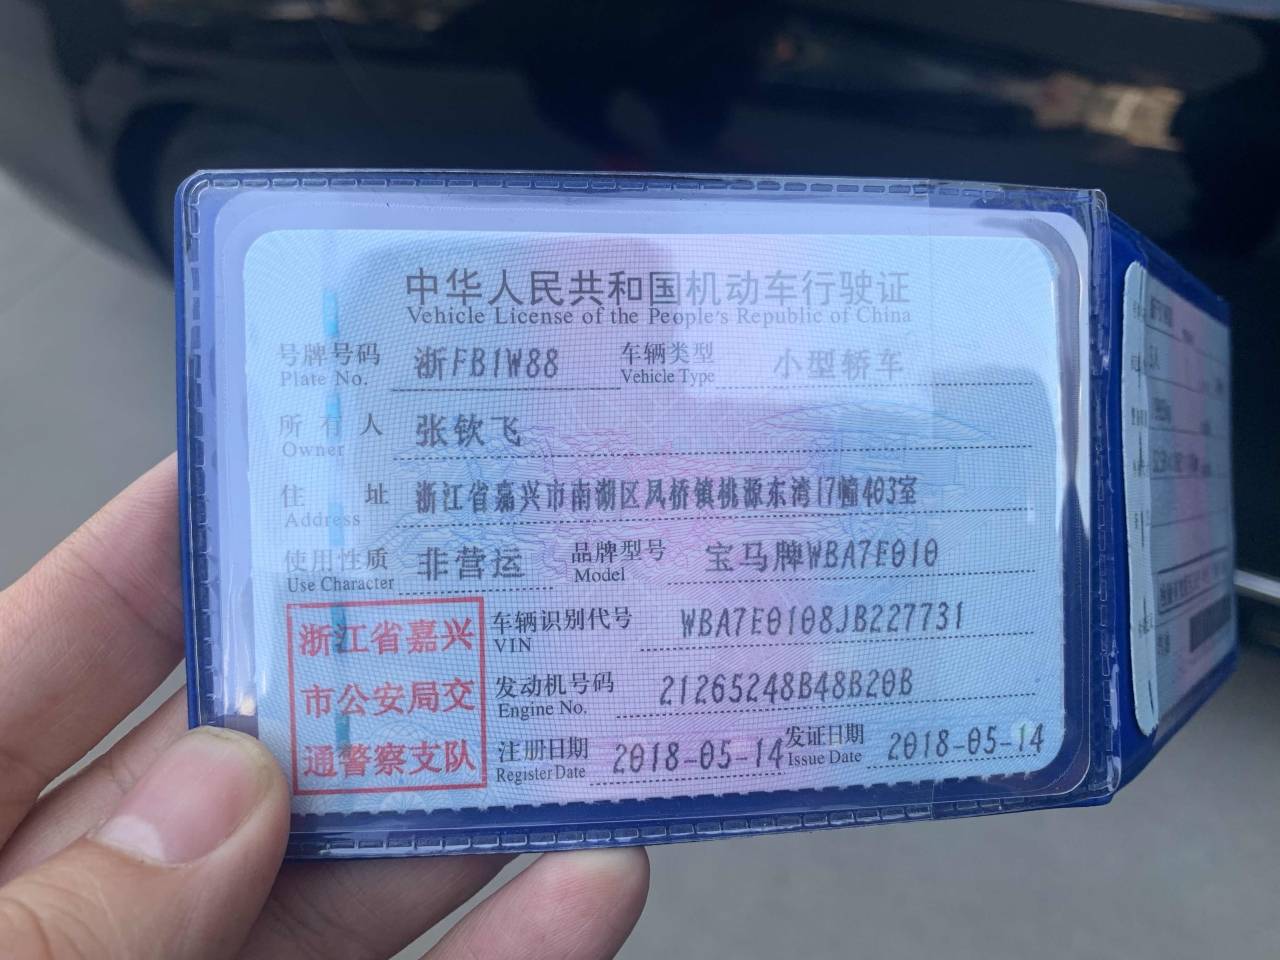 中华人民共和国机动车行驶证
Vehicle License of the People's Republic of China
号牌号码 浙FB1W88 车辆类型 小型轿车
Plate No. Vehicle Type
所有人 张钦飞
Owner
住址 浙江省嘉兴市南湖区凤桥镇桃源东湾17幢403室
Address
使用性质 非营运 品牌型号 宝马牌WBA7E010
Use Character Model
浙江省嘉兴 车辆识别代号 WBA7E0108JB227731
VIN
市公安局交 发动机号码 21265248B48B20B
Engine No.
通警察支队 注册日期 2018-05-14 发证日期 2018-05-14
Register Date Issue Date